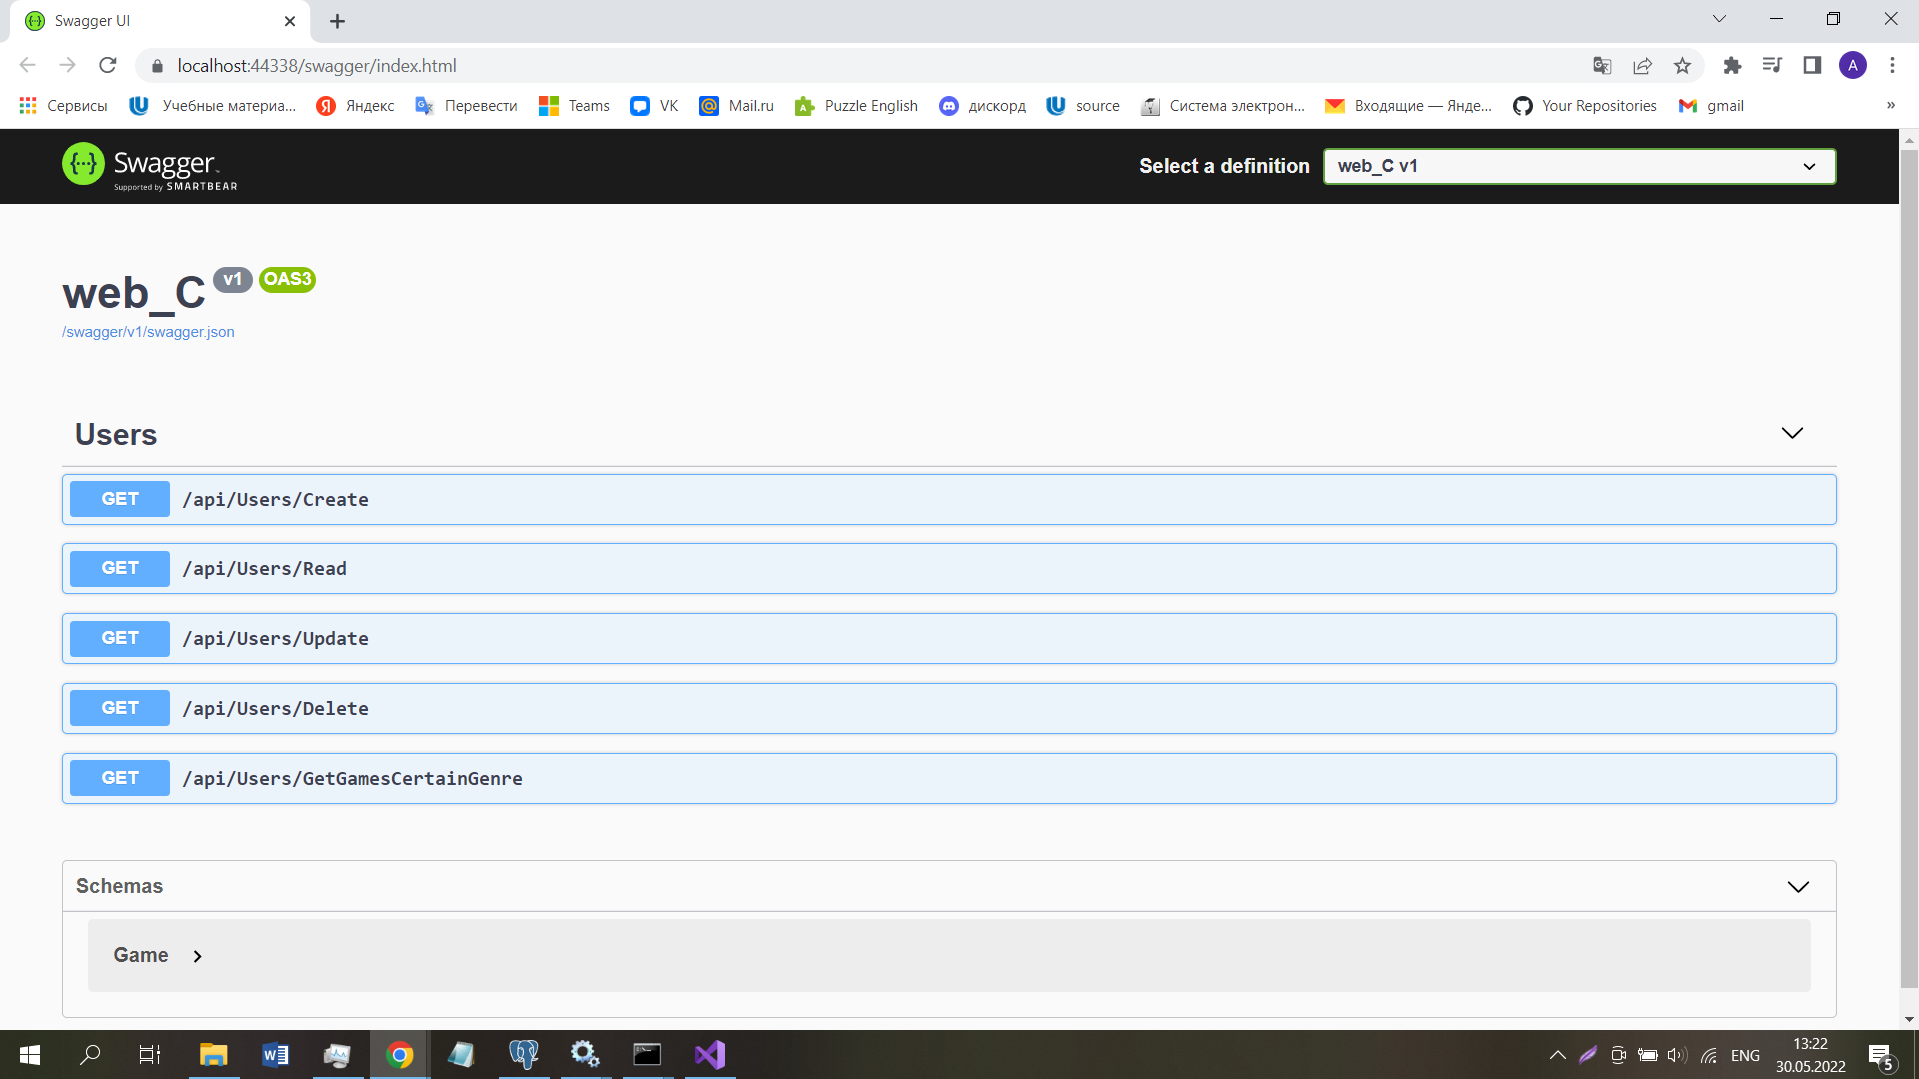 Swagger UI
localhost:44338/swagger/index.html
A
Сервисы
Учебные материа...
Яндекс
Перевести
Teams
VK
Mail.ru
Puzzle English
дискорд
source
Система электрон...
Входящие — Янде...
Your Repositories
gmail
»
Swagger
Supported by SMARTBEAR
Select a definition
web_C v1
web_C v1 OAS3
/swagger/v1/swagger.json
Users
GET /api/Users/Create
GET /api/Users/Read
GET /api/Users/Update
GET /api/Users/Delete
GET /api/Users/GetGamesCertainGenre
Schemas
Game
ENG
13:22
30.05.2022
5